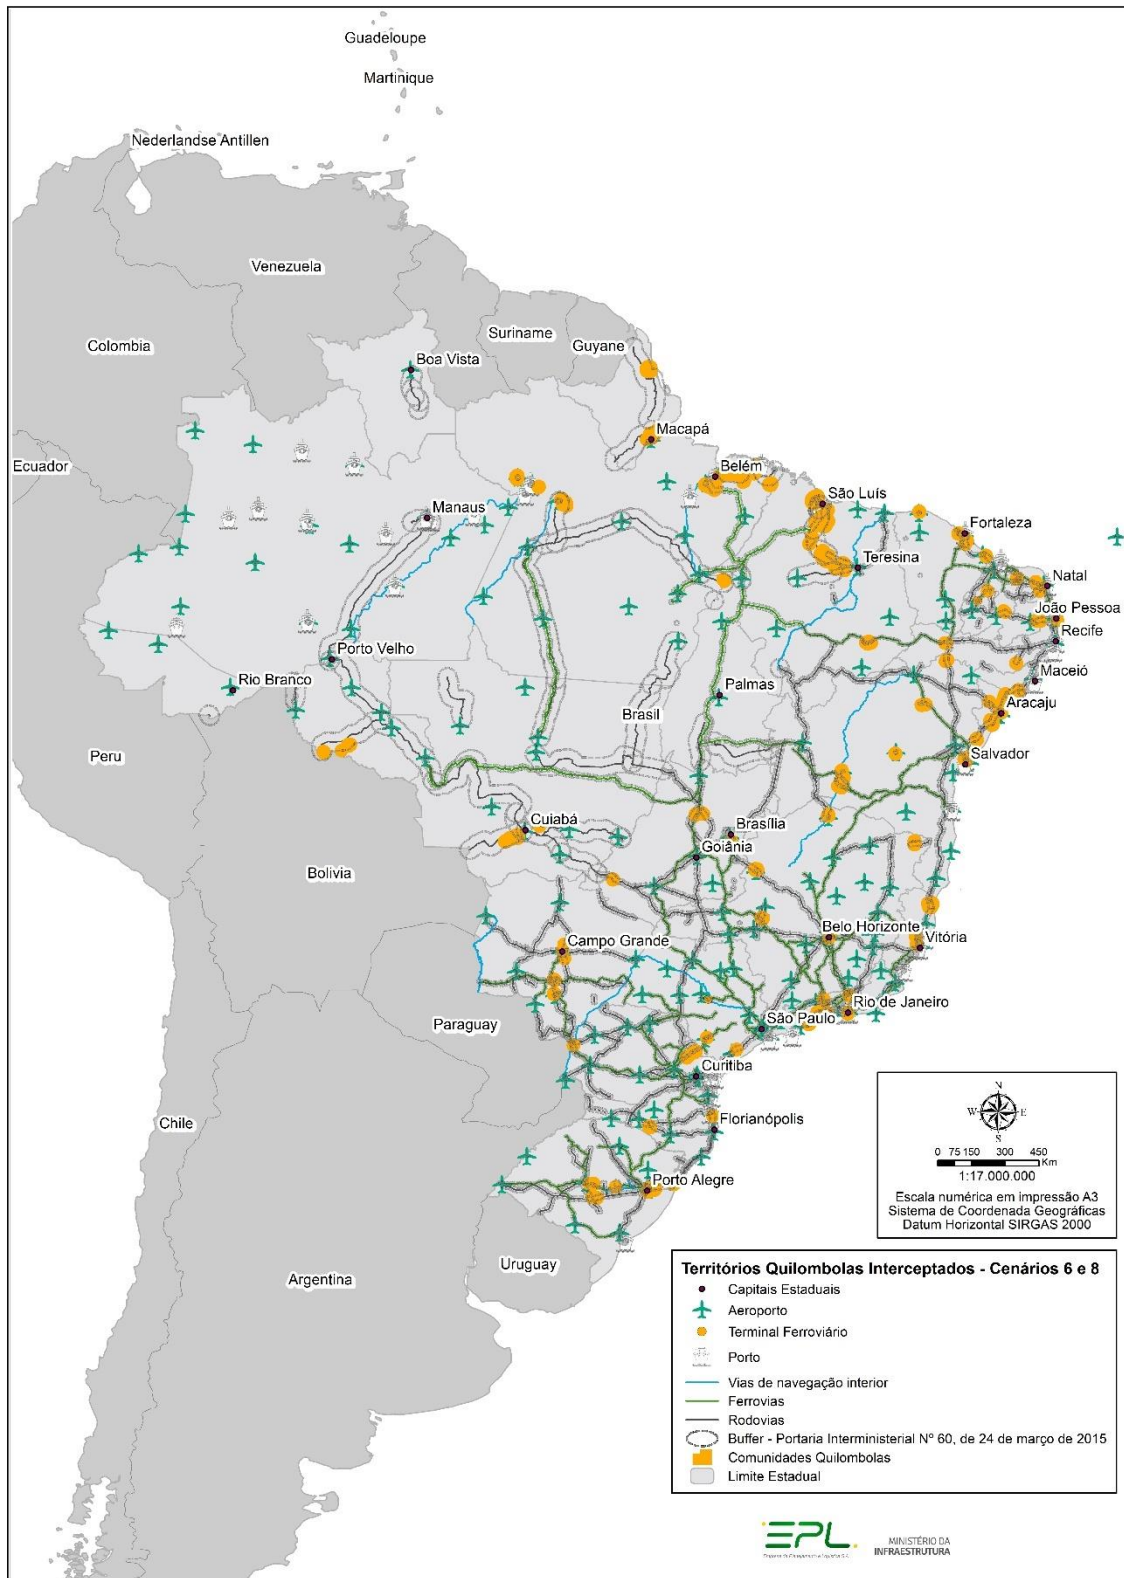 Guadeloupe
Martinique
Nederlandse Antillen
Venezuela
Suriname
Guyane
Colombia
Boa Vista
Macapá
Ecuador
Belém
São Luís
Manaus
Fortaleza
Teresina
Natal
João Pessoa
Recife
Porto Velho
Rio Branco
Maceió
Palmas
Aracaju
Brasil
Peru
Salvador
Cuiabá
Brasília
Goiânia
Bolivia
Belo Horizonte
Vitória
Campo Grande
Rio de Janeiro
São Paulo
Paraguay
Curitiba
Chile
Florianópolis
Porto Alegre
Uruguay
Argentina
N
W
E
S
0 75 150 300 450
Km
1:17.000.000
Escala numérica em impressão A3
Sistema de Coordenada Geográficas
Datum Horizontal SIRGAS 2000
Territórios Quilombolas Interceptados - Cenários 6 e 8
Capitais Estaduais
Aeroporto
Terminal Ferroviário
Porto
Vias de navegação interior
Ferrovias
Rodovias
Buffer - Portaria Interministerial Nº 60, de 24 de março de 2015
Comunidades Quilombolas
Limite Estadual
EPL
MINISTÉRIO DA
INFRAESTRUTURA